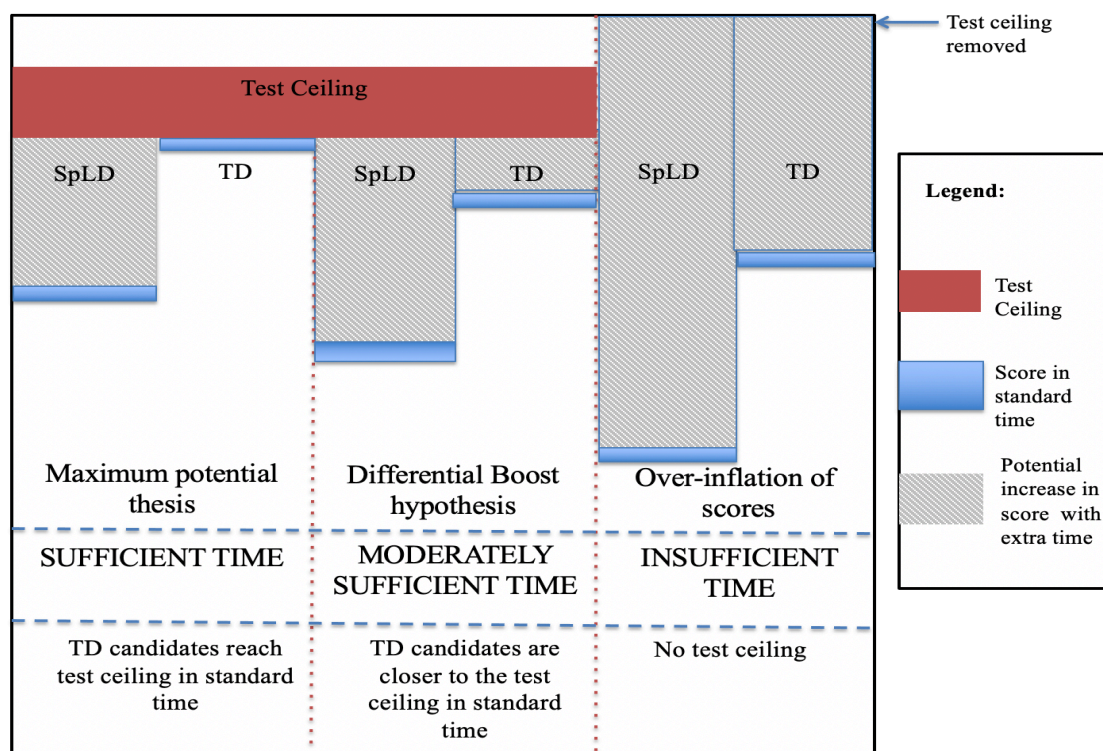 Test ceiling
removed
Test Ceiling
SpLD
TD
SpLD
TD
SpLD
TD
Legend:
Test
Ceiling
Score in
standard
time
Potential
increase in
score with
extra time
Maximum potential
thesis
Differential Boost
hypothesis
Over-inflation of
scores
SUFFICIENT TIME
MODERATELY
SUFFICIENT TIME
INSUFFICIENT
TIME
TD candidates reach
test ceiling in standard
time
TD candidates are
closer to the test
ceiling in standard
time
No test ceiling